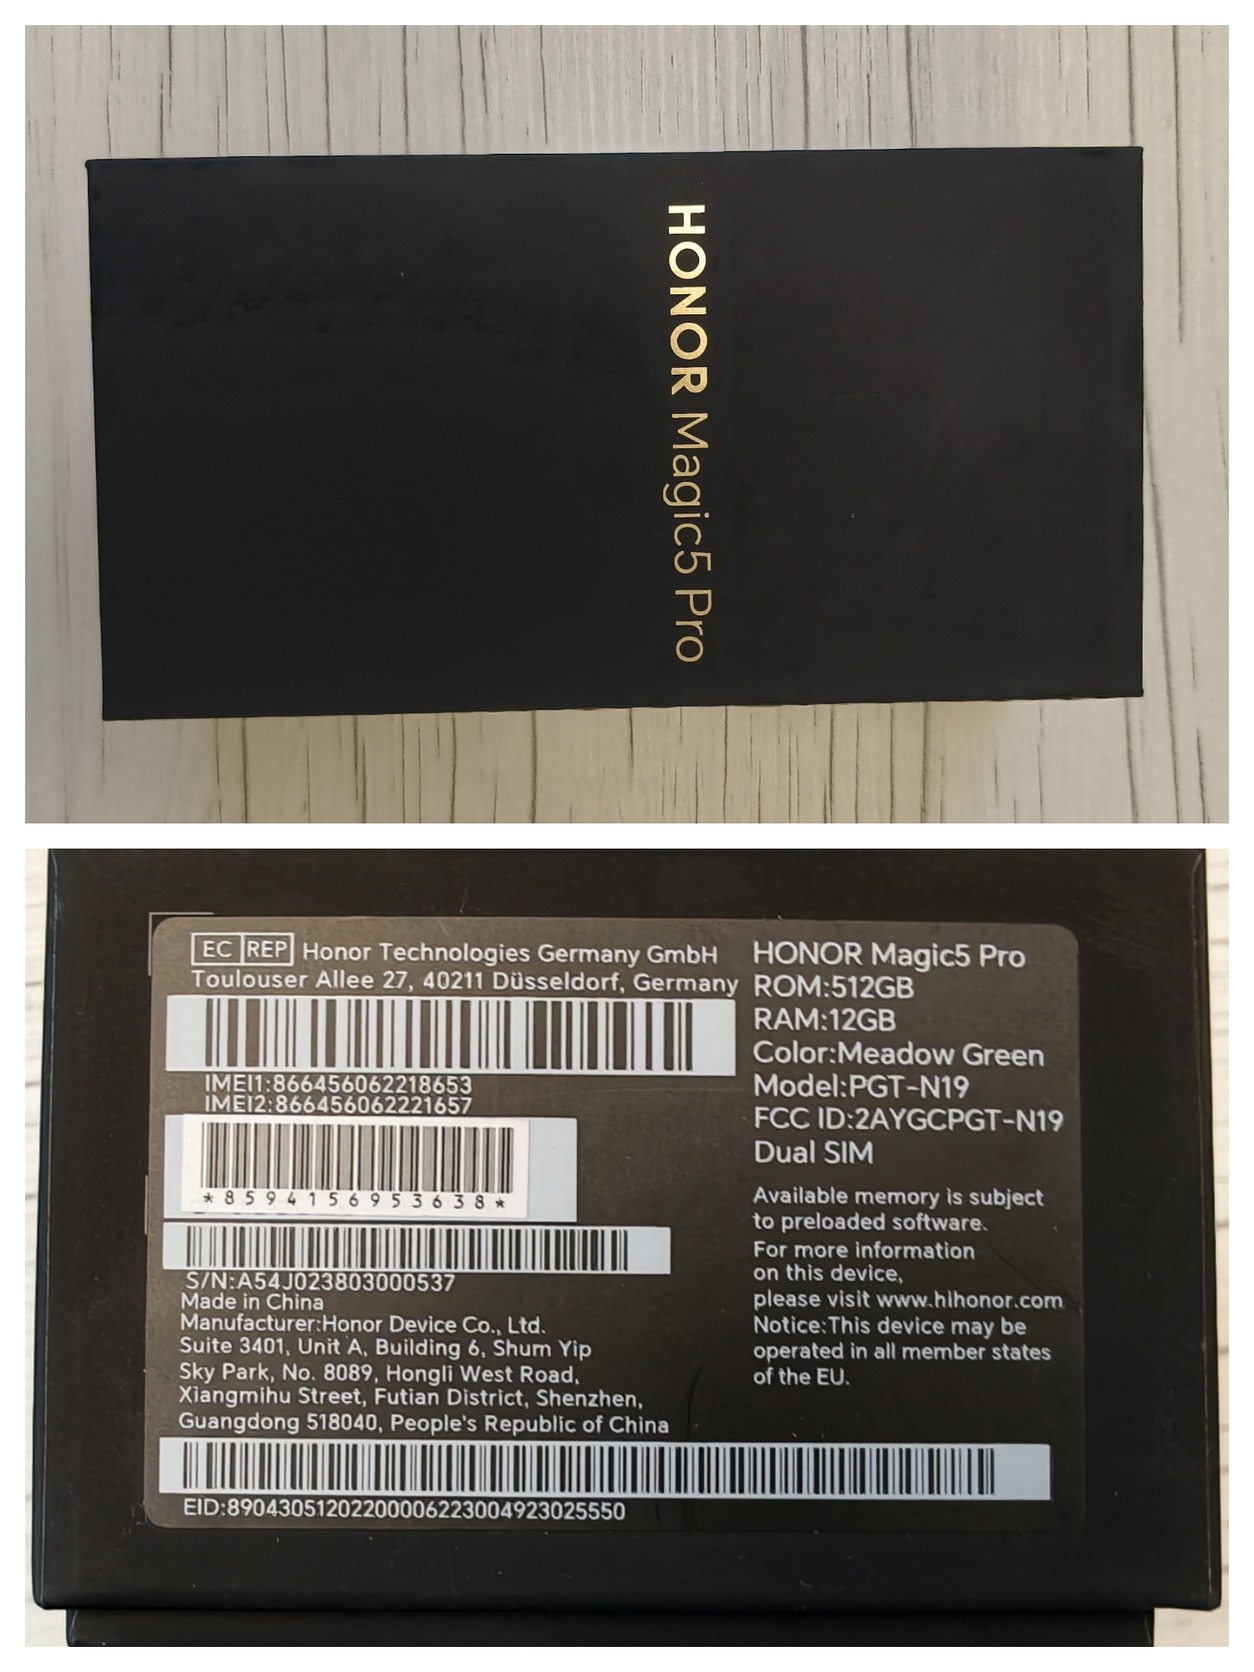 HONOR Magic5 Pro
EC REP Honor Technologies Germany GmbH
Toulouser Allee 27, 40211 Düsseldorf, Germany
IMEI1:866456062218653
IMEI2:866456062221657
*8594156953638*
S/N:A54J023803000537
Made in China
Manufacturer:Honor Device Co., Ltd.
Suite 3401, Unit A, Building 6, Shum Yip
Sky Park, No. 8089, Hongli West Road,
Xiangmihu Street, Futian District, Shenzhen,
Guangdong 518040, People's Republic of China
EID:89043051202200006223004923025550
HONOR Magic5 Pro
ROM:512GB
RAM:12GB
Color:Meadow Green
Model:PGT-N19
FCC ID:2AYGCPGT-N19
Dual SIM
Available memory is subject
to preloaded software.
For more information
on this device,
please visit www.hihonor.com
Notice:This device may be
operated in all member states
of the EU.